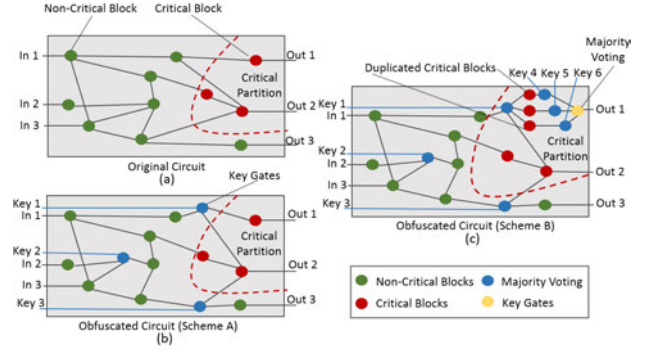 Non-Critical Block
Critical Block
(a)
In 1
In 2
In 3
Out 1
Critical
Partition
Out 2
Out 3
Original Circuit
(a)
Key Gates
Key 1
In 1
Key 2
In 2
In 3
Key 3
Out 1
Critical
Partition
Out 2
Out 3
(b)
Obfuscated Circuit (Scheme A)
(b)
Majority
Voting
Duplicated Critical Blocks
Key 4
Key 5
Key 6
(c)
Key 1
In 1
Key 2
In 2
In 3
Key 3
Out 1
Critical
Partition
Out 2
Out 3
Obfuscated Circuit (Scheme B)
(c)
Non-Critical Blocks
Majority Voting
Critical Blocks
Key Gates